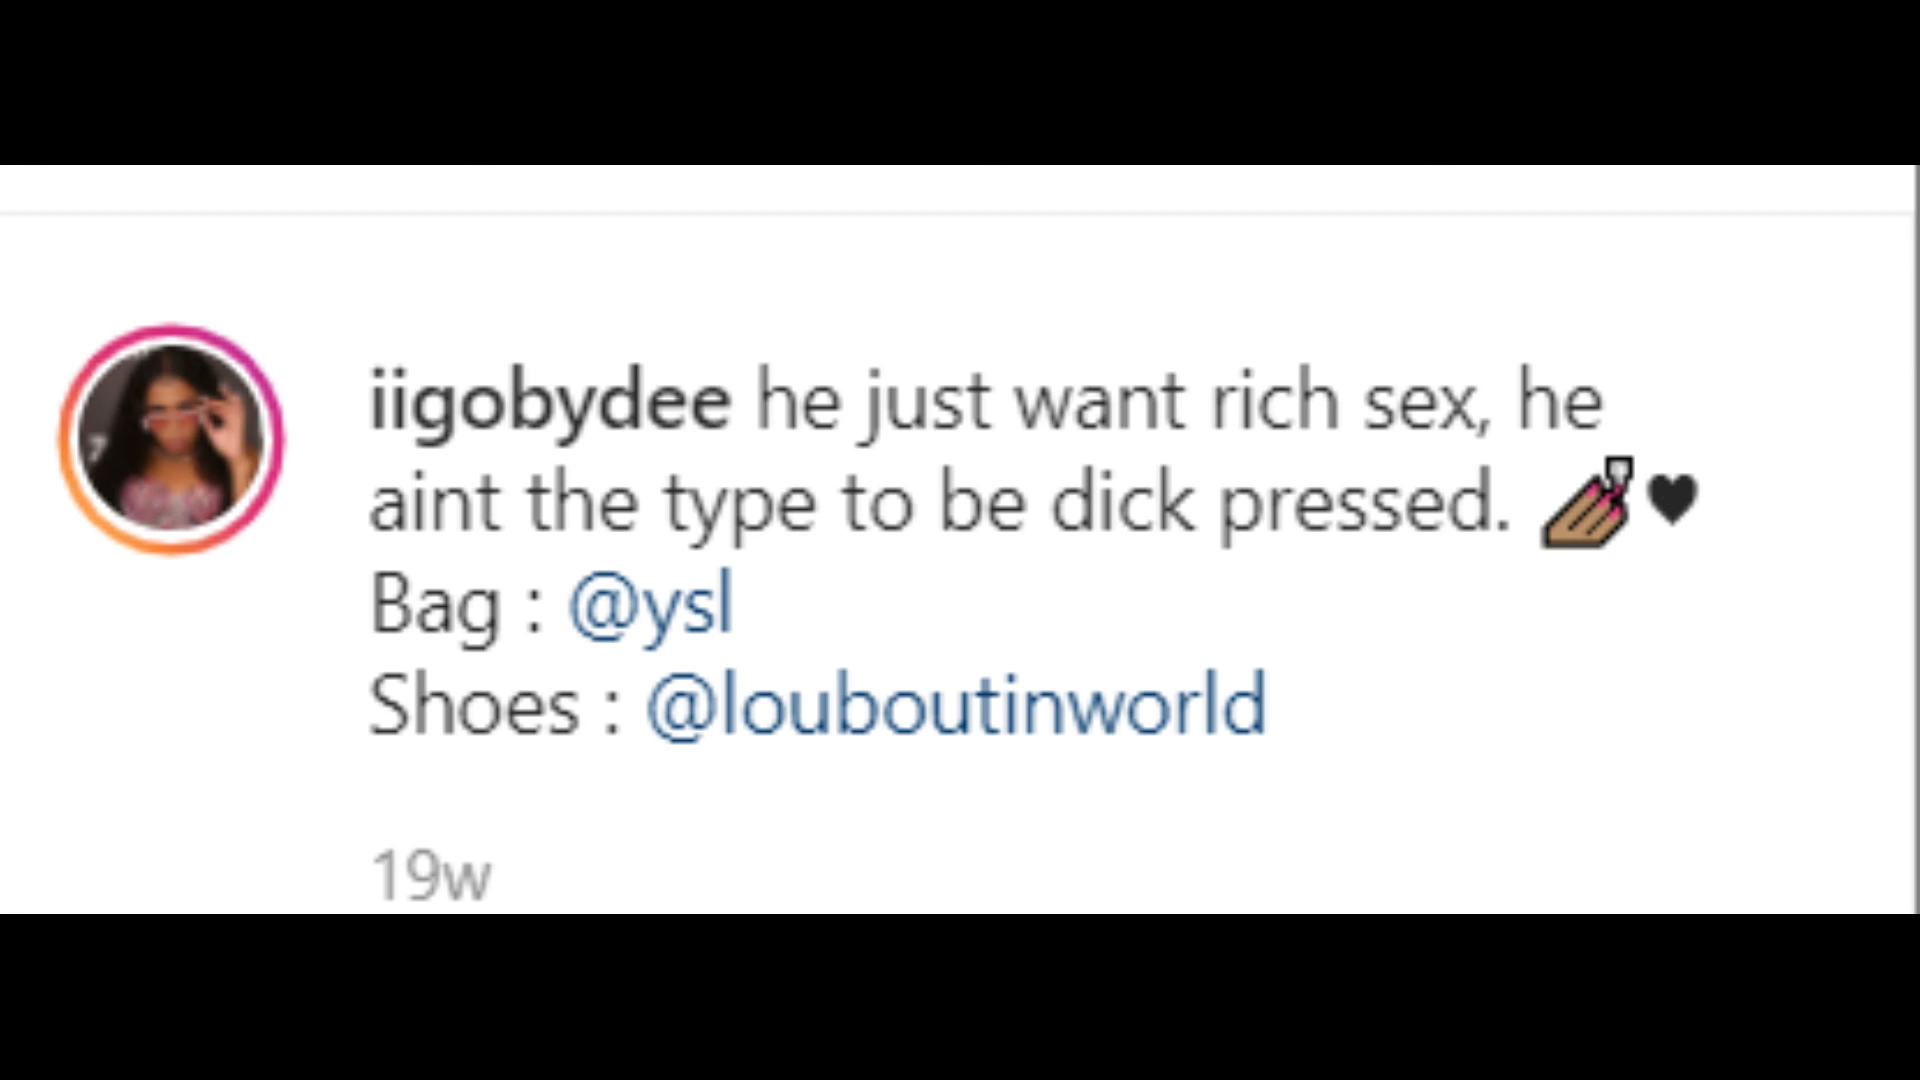 iigobydee he just want rich sex, he
aint the type to be dick pressed. 💅🏽🖤
Bag : @ysl
Shoes : @louboutinworld
19w